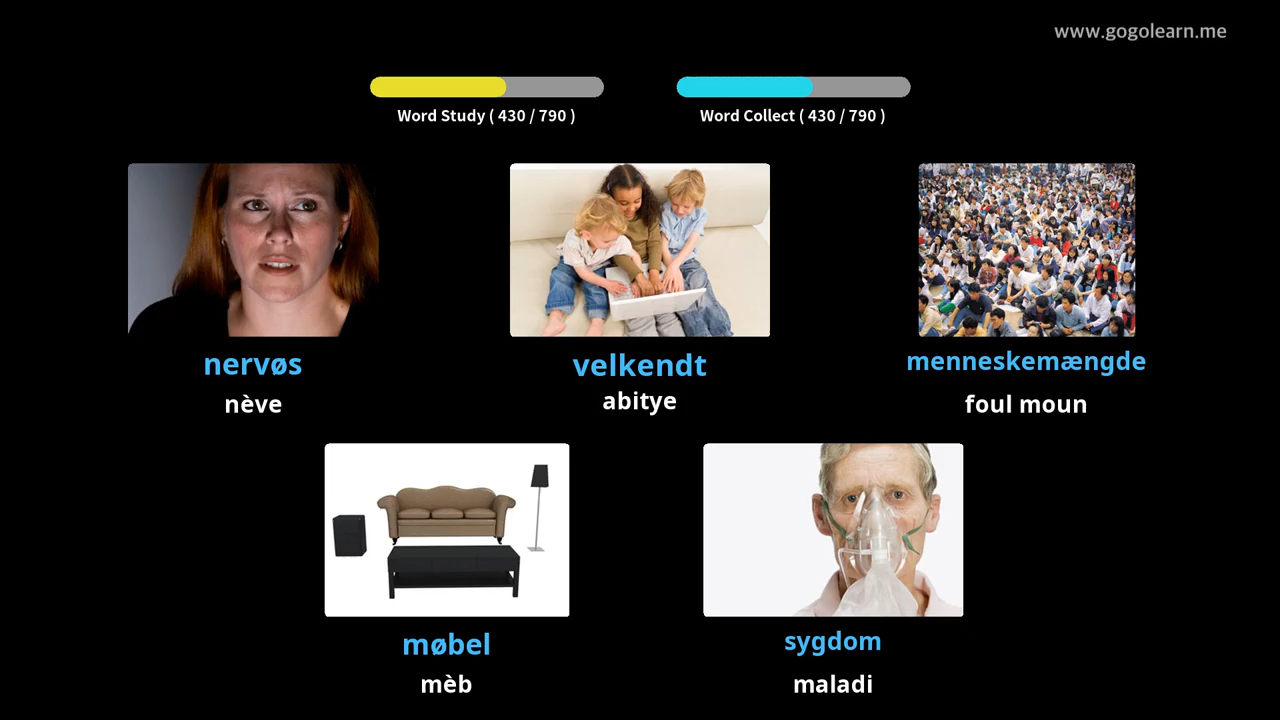 www.gogolearn.me
Word Study ( 430 / 790 )
Word Collect ( 430 / 790 )
nervøs
nève
velkendt
abitye
menneskemængde
foul moun
møbel
mèb
sygdom
maladi